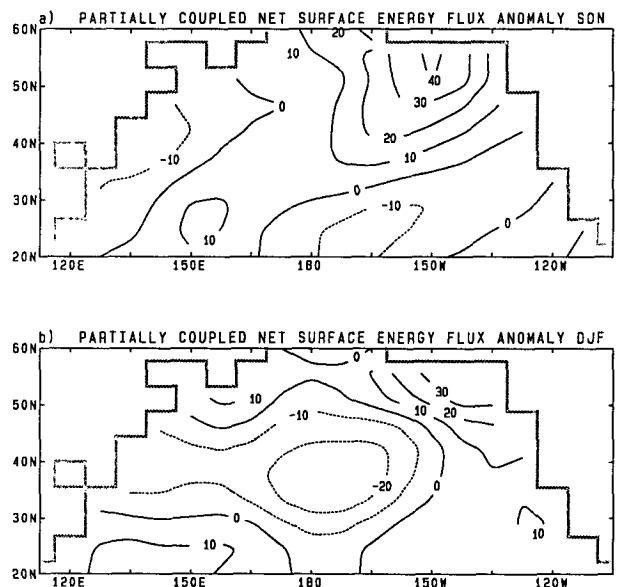 a) PARTIALLY COUPLED NET SURFACE ENERGY FLUX ANOMALY SON
60N
50N
40N
30N
20N
20
10
40
30
0
20
-10
10
0
-10
10
0
120E 150E 180 150W 120W
b) PARTIALLY COUPLED NET SURFACE ENERGY FLUX ANOMALY DJF
60N
50N
40N
30N
20N
0
30
10
-10
10
20
-20
0
0
10
10
120E 150E 180 150W 120W